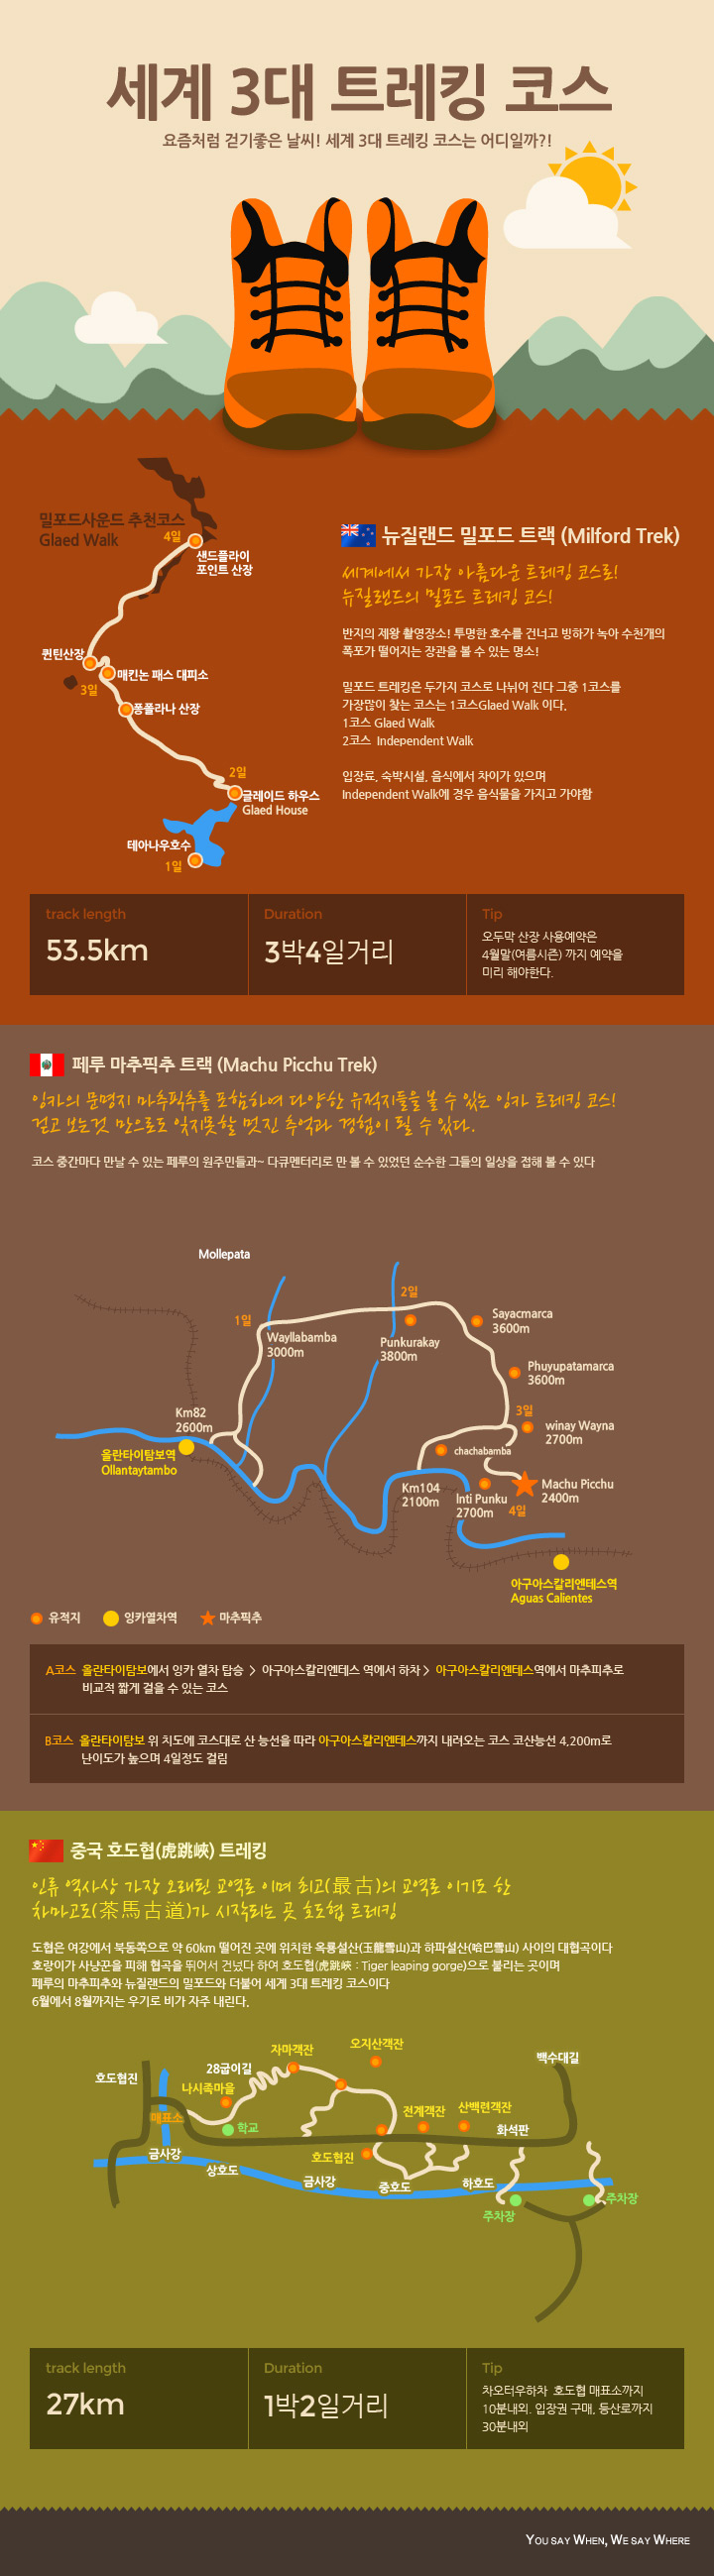 세계 3대 트레킹 코스
요즘처럼 걷기좋은 날씨! 세계 3대 트레킹 코스는 어디일까?!
밀포드사운드 추천코스
Glaed Walk
4일
샌드플라이
포인트 산장
퀸틴산장
매킨논 패스 대피소
3일
퐁폴라나 산장
2일
글레이드 하우스
Glaed House
테아나우호수
1일
뉴질랜드 밀포드 트랙 (Milford Trek)
세계에서 가장 아름다운 트레킹 코스로!
뉴질랜드의 밀포드 트레킹 코스!
반지의 제왕 촬영장소! 투명한 호수를 건너고 빙하가 녹아 수천개의
폭포가 떨어지는 장관을 볼 수 있는 명소!
밀포드 트레킹은 두가지 코스로 나뉘어 진다 그중 1코스를
가장많이 찾는 코스는 1코스Glaed Walk 이다.
1코스 Glaed Walk
2코스 Independent Walk
입장료, 숙박시설, 음식에서 차이가 있으며
Independent Walk에 경우 음식물을 가지고 가야함
track length
53.5km
Duration
3박4일거리
Tip
오두막 산장 사용예약은
4월말(여름시즌) 까지 예약을
미리 해야한다.
페루 마추픽추 트랙 (Machu Picchu Trek)
잉카의 문명지 마추픽추를 포함하여 다양한 유적지들을 볼 수 있는 잉카 트레킹 코스!
걷고 보는것 만으로도 잊지못할 멋진 추억과 경험이 될 수 있다.
코스 중간마다 만날 수 있는 페루의 원주민들과~ 다큐멘터리로 만 볼 수 있었던 순수한 그들의 일상을 접해 볼 수 있다
Mollepata
1일
Wayllabamba
3000m
2일
Punkurakay
3800m
Sayacmarca
3600m
Phuyupatamarca
3600m
3일
winay Wayna
2700m
Km82
2600m
올란타이탐보역
Ollantaytambo
chachabamba
Km104
2100m
Inti Punku
2700m
4일
Machu Picchu
2400m
아구아스칼리엔테스역
Aguas Calientes
유적지
잉카열차역
마추픽추
A코스 올란타이탐보에서 잉카 열차 탑승 > 아구아스칼리엔테스 역에서 하차 > 아구아스칼리엔테스역에서 마추피추로
비교적 짧게 걸을 수 있는 코스
B코스 올란타이탐보 위 치도에 코스대로 산 능선을 따라 아구아스칼리엔테스까지 내려오는 코스 코산능선 4,200m로
난이도가 높으며 4일정도 걸림
중국 호도협(虎跳峽) 트레킹
인류 역사상 가장 오래된 교역로 이며 최고(最古)의 교역로 이기도 한
차마고도(茶馬古道)가 시작되는 곳 호도협 트레킹
도협은 여강에서 북동쪽으로 약 60km 떨어진 곳에 위치한 옥룡설산(玉龍雪山)과 하파설산(哈巴雪山) 사이의 대협곡이다
호랑이가 사냥꾼을 피해 협곡을 뛰어서 건넜다 하여 호도협(虎跳峽 : Tiger leaping gorge)으로 불리는 곳이며
페루의 마추피추와 뉴질랜드의 밀포드와 더불어 세계 3대 트레킹 코스이다
6월에서 8월까지는 우기로 비가 자주 내린다.
호도협진
28굽이길
자마객잔
오지산객잔
백수대길
나시족마을
매표소
학교
전계객잔
산백련객잔
화석판
금사강
상호도
호도협진
금사강
중호도
하호도
주차장
주차장
track length
27km
Duration
1박2일거리
Tip
차오터우하차 호도협 매표소까지
10분내외. 입장권 구매, 등산로까지
30분내외
YOU SAY WHEN, WE SAY WHERE